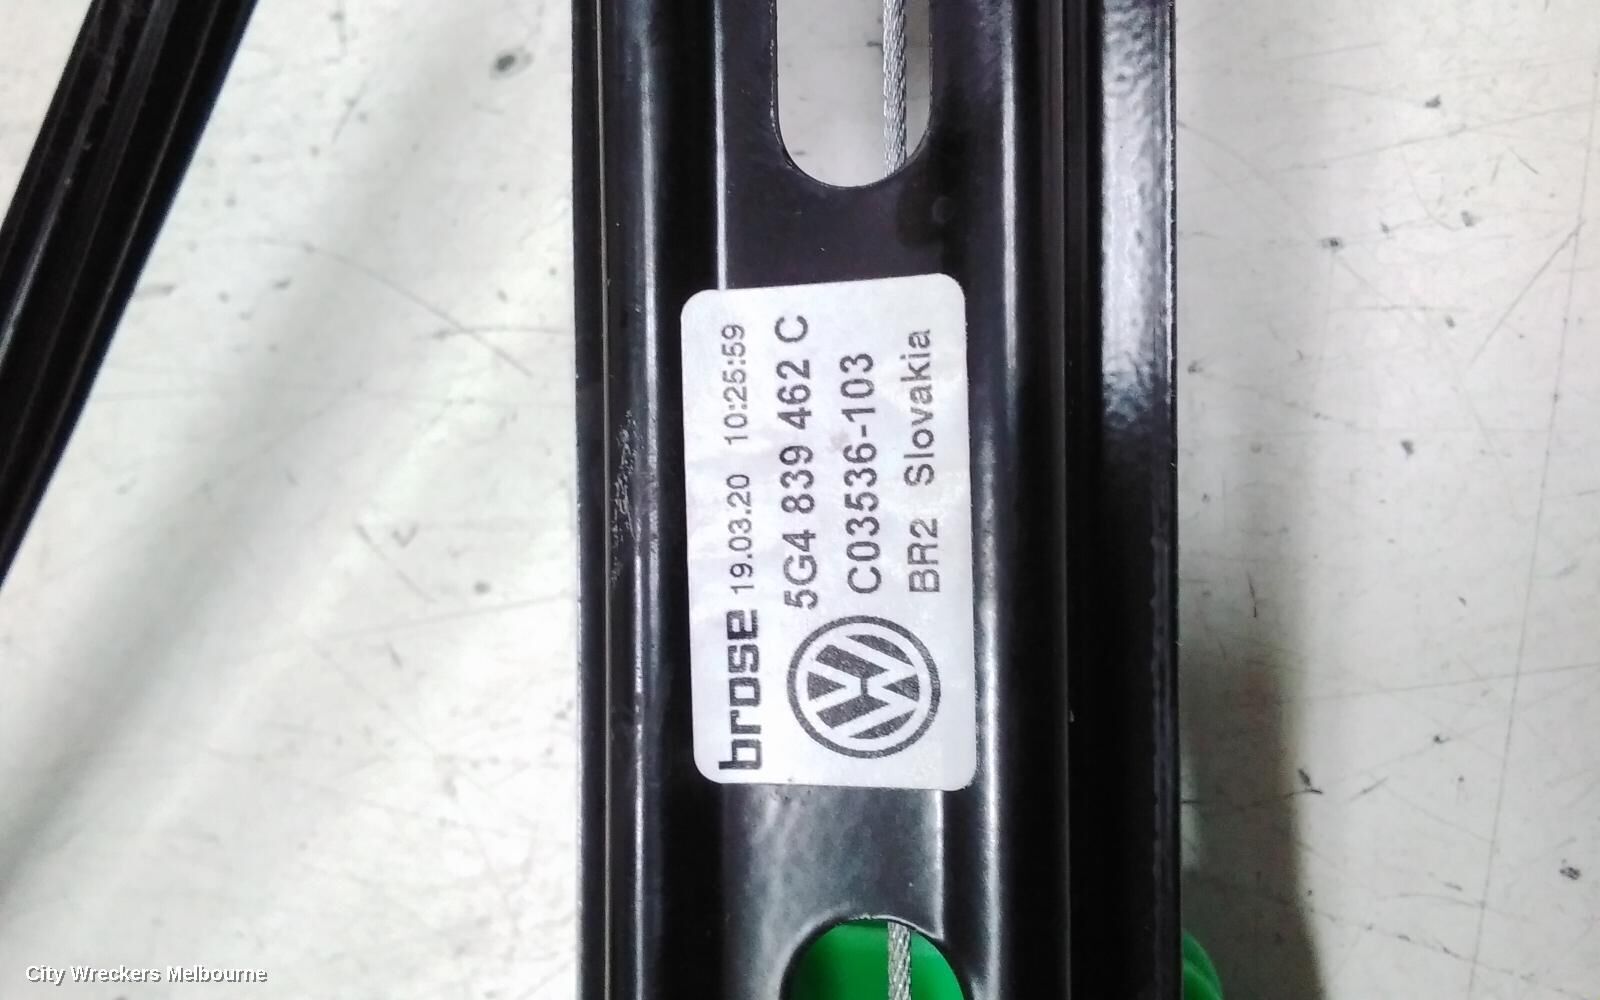 brose 19.03.20 10:25:59
5G4 839 462 C
C03536-103
BR2 Slovakia
City Wreckers Melbourne